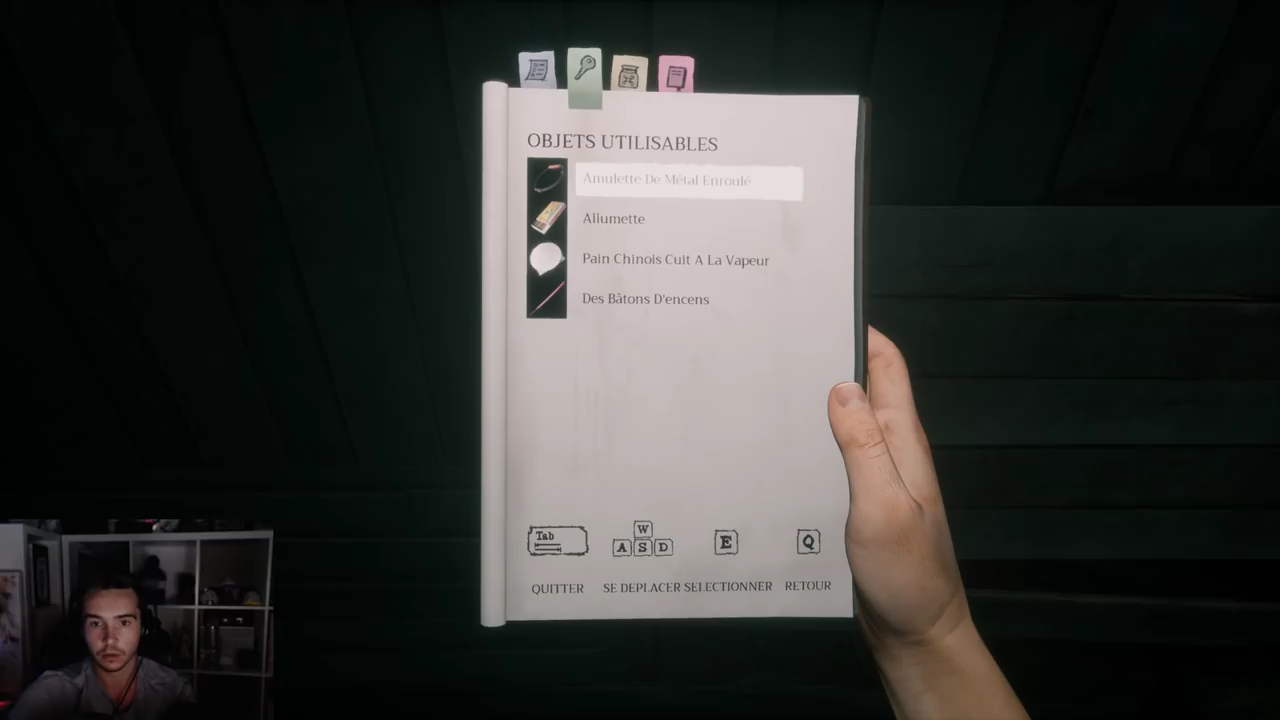 OBJETS UTILISABLES
Amulette De Métal Enroulé
Allumette
Pain Chinois Cuit A La Vapeur
Des Bâtons D'encens
Tab
W
A S D
E
Q
QUITTER
SE DEPLACER
SELECTIONNER
RETOUR